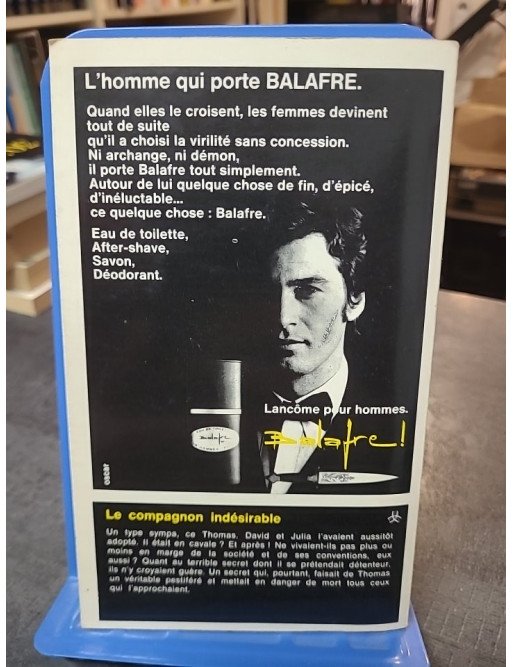 L'homme qui porte BALAFRE.
Quand elles le croisent, les femmes devinent
tout de suite
qu'il a choisi la virilité sans concession.
Ni archange, ni démon,
il porte Balafre tout simplement.
Autour de lui quelque chose de fin, d'épicé,
d'inéluctable...
ce quelque chose : Balafre.
Eau de toilette,
After-shave,
Savon,
Déodorant.
Lancôme pour hommes.
Balafre
Balafre!
oscar
Le compagnon indésirable
Un type sympa, ce Thomas. David et Julia l'avaient aussitôt
adopté. Il était en cavale ? Et après ! Ne vivaient-ils pas plus ou
moins en marge de la société et de ses conventions, eux
aussi ? Quant au terrible secret dont il se prétendait détenteur,
ils n'y croyaient guère. Un secret qui, pourtant, faisait de Thomas
un véritable pestiféré et mettait en danger de mort tous ceux
qui l'approchaient.